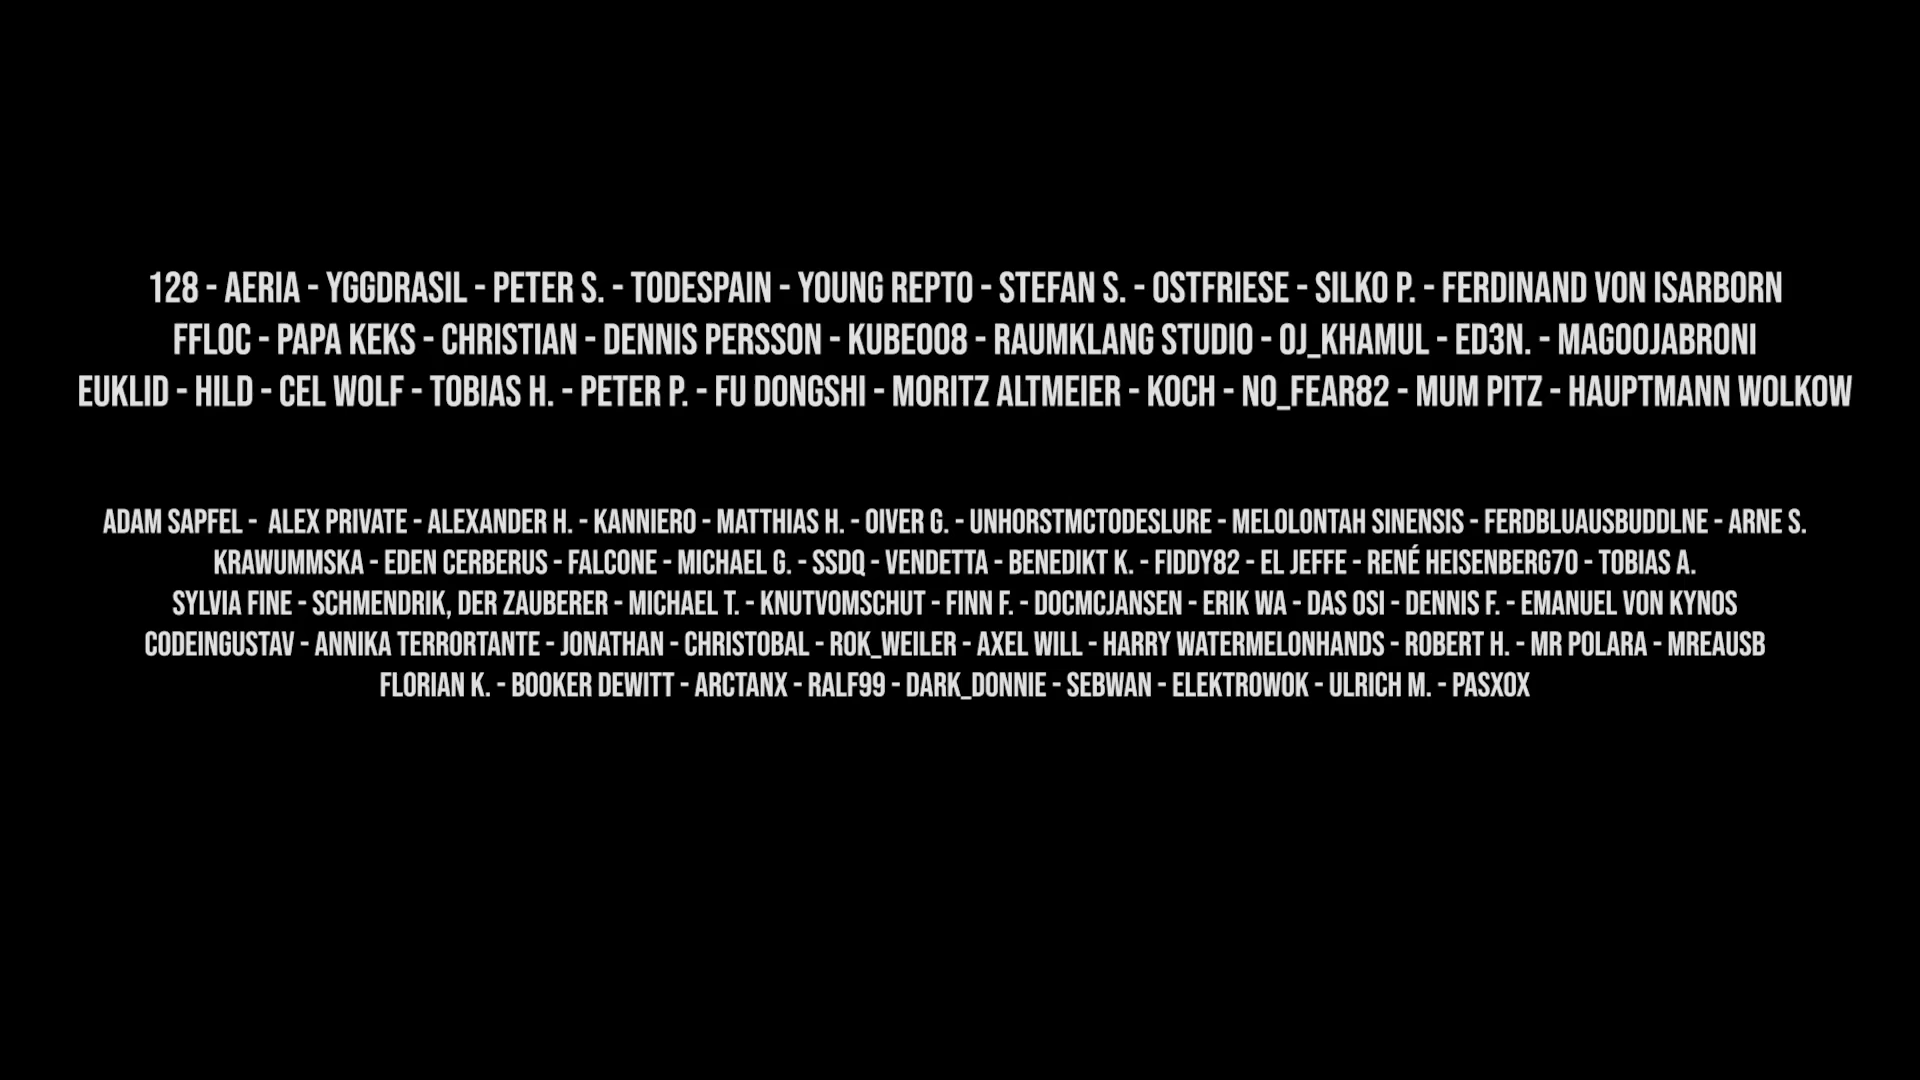 128 - AERIA - YGGDRASIL - PETER S. - TODESPAIN - YOUNG REPTO - STEFAN S. - OSTFRIESE - SILKO P. - FERDINAND VON ISARBORN
FFLOC - PAPA KEKS - CHRISTIAN - DENNIS PERSSON - KUBE008 - RAUMKLANG STUDIO - OJ_KHAMUL - ED3N. - MAGOOJABRONI
EUKLID - HILD - CEL WOLF - TOBIAS H. - PETER P. - FU DONGSHI - MORITZ ALTMEIER - KOCH - NO_FEAR82 - MUM PITZ - HAUPTMANN WOLKOW
ADAM SAPFEL -  ALEX PRIVATE - ALEXANDER H. - KANNIERO - MATTHIAS H. - OIVER G. - UNHORSTMCTODESLURE - MELOLONTAH SINENSIS - FERDBLUAUSBUDDLNE - ARNE S.
KRAWUMMSKA - EDEN CERBERUS - FALCONE - MICHAEL G. - SSDQ - VENDETTA - BENEDIKT K. - FIDDY82 - EL JEFFE - RENÉ HEISENBERG70 - TOBIAS A.
SYLVIA FINE - SCHMENDRIK, DER ZAUBERER - MICHAEL T. - KNUTVOMSCHUT - FINN F. - DOCMCJANSEN - ERIK WA - DAS OSI - DENNIS F. - EMANUEL VON KYNOS
CODEINGUSTAV - ANNIKA TERRORTANTE - JONATHAN - CHRISTOBAL - ROK_WEILER - AXEL WILL - HARRY WATERMELONHANDS - ROBERT H. - MR POLARA - MREAUSB
FLORIAN K. - BOOKER DEWITT - ARCTANX - RALF99 - DARK_DONNIE - SEBWAN - ELEKTROWOK - ULRICH M. - PASXOX